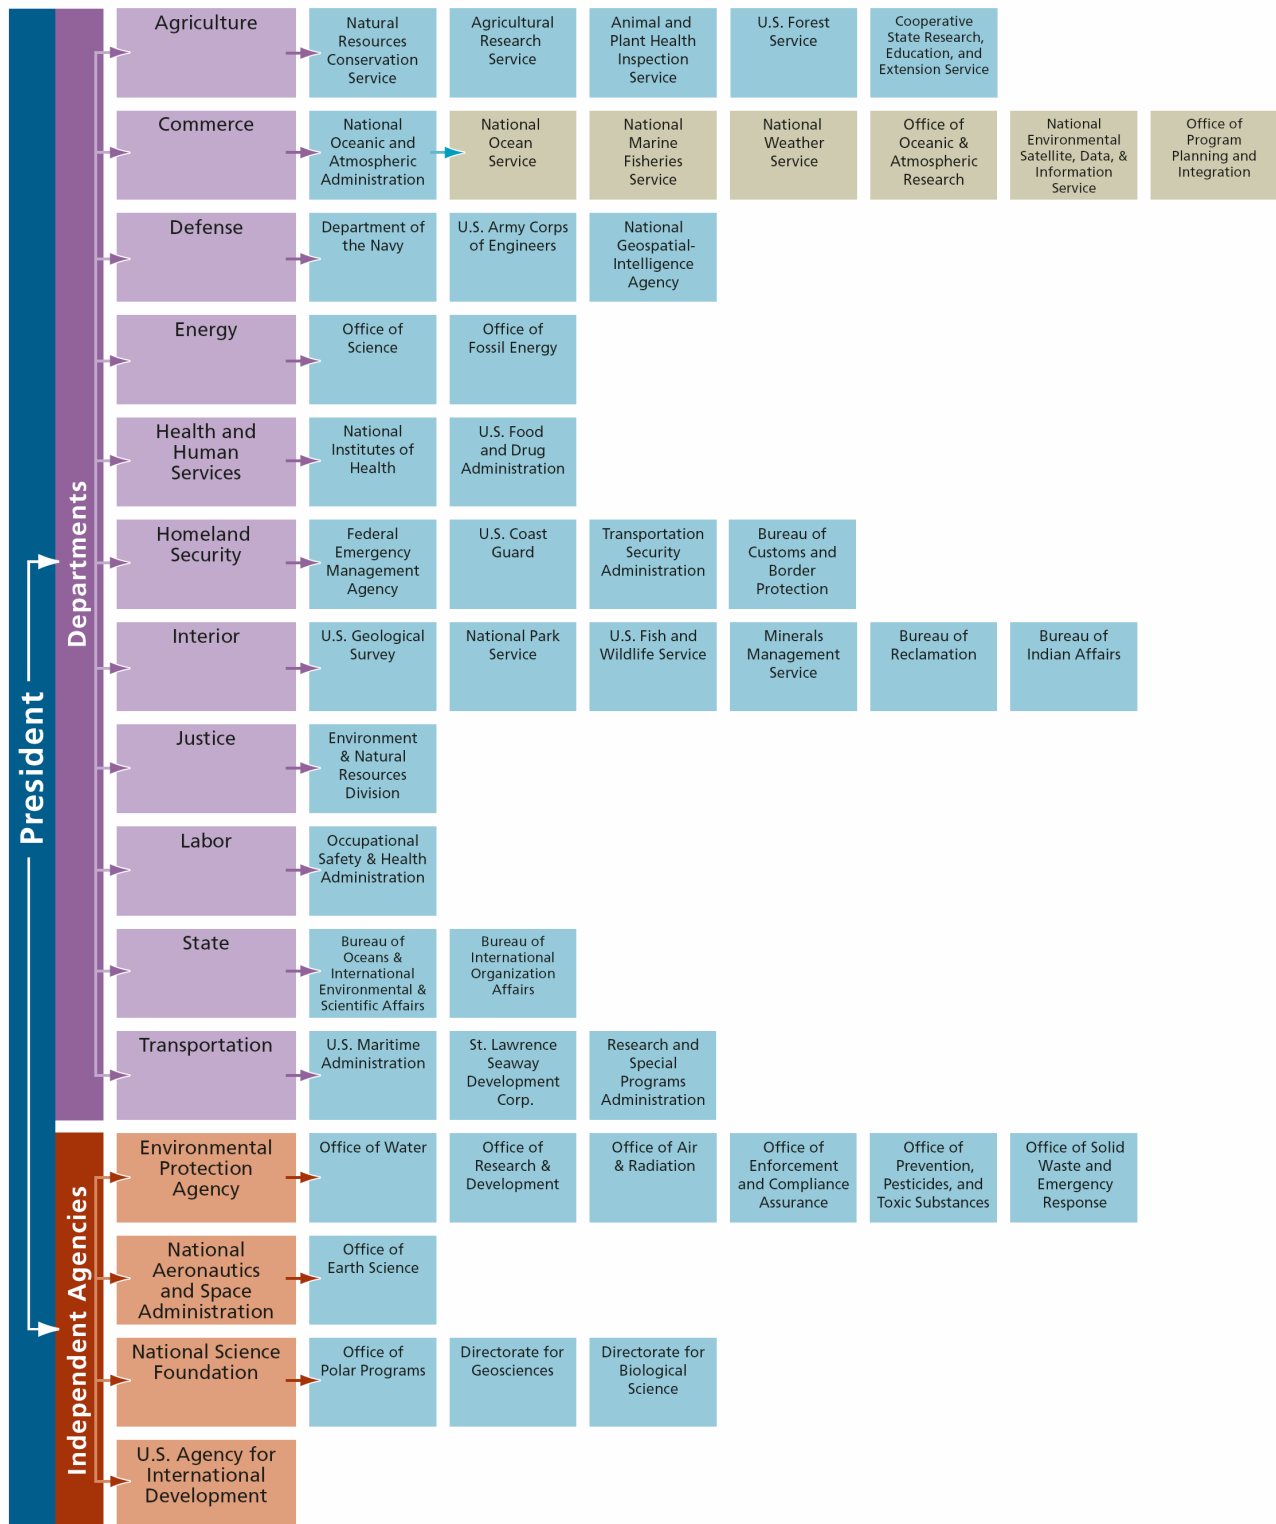 President
Departments
Agriculture
Natural
Resources
Conservation
Service
Agricultural
Research
Service
Animal and
Plant Health
Inspection
Service
U.S. Forest
Service
Cooperative
State Research,
Education, and
Extension Service
Commerce
National
Oceanic and
Atmospheric
Administration
National
Ocean
Service
National
Marine
Fisheries
Service
National
Weather
Service
Office of
Oceanic &
Atmospheric
Research
National
Environmental
Satellite, Data, &
Information
Service
Office of
Program
Planning and
Integration
Defense
Department of
the Navy
U.S. Army Corps
of Engineers
National
Geospatial-
Intelligence
Agency
Energy
Office of
Science
Office of
Fossil Energy
Health and
Human
Services
National
Institutes of
Health
U.S. Food
and Drug
Administration
Homeland
Security
Federal
Emergency
Management
Agency
U.S. Coast
Guard
Transportation
Security
Administration
Bureau of
Customs and
Border
Protection
Interior
U.S. Geological
Survey
National Park
Service
U.S. Fish and
Wildlife Service
Minerals
Management
Service
Bureau of
Reclamation
Bureau of
Indian Affairs
Justice
Environment
& Natural
Resources
Division
Labor
Occupational
Safety & Health
Administration
State
Bureau of
Oceans &
International
Environmental &
Scientific Affairs
Bureau of
International
Organization
Affairs
Transportation
U.S. Maritime
Administration
St. Lawrence
Seaway
Development
Corp.
Research and
Special
Programs
Administration
Independent Agencies
Environmental
Protection
Agency
Office of Water
Office of
Research &
Development
Office of Air
& Radiation
Office of
Enforcement
and Compliance
Assurance
Office of
Prevention,
Pesticides, and
Toxic Substances
Office of Solid
Waste and
Emergency
Response
National
Aeronautics
and Space
Administration
Office of
Earth Science
National Science
Foundation
Office of
Polar Programs
Directorate for
Geosciences
Directorate for
Biological
Science
U.S. Agency for
International
Development